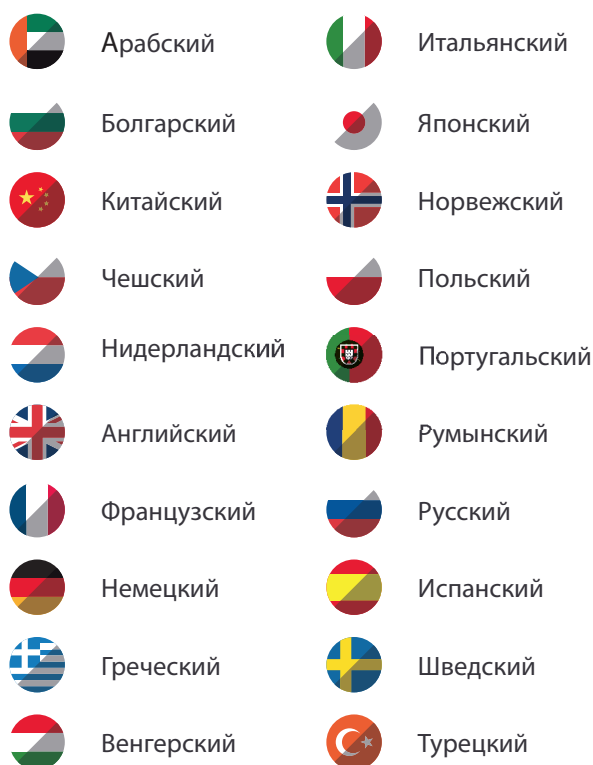 Арабский
Болгарский
Китайский
Чешский
Нидерландский
Английский
Французский
Немецкий
Греческий
Венгерский
Итальянский
Японский
Норвежский
Польский
Португальский
Румынский
Русский
Испанский
Шведский
Турецкий